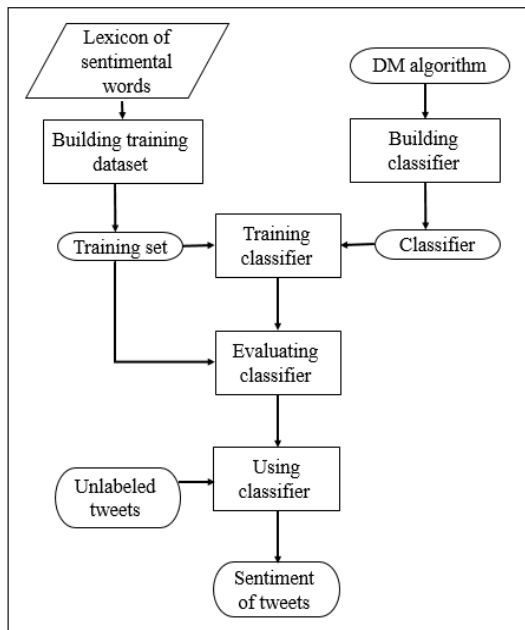 Lexicon of
sentimental
words
DM algorithm
Building training
dataset
Building
classifier
Training set
Training
classifier
Classifier
Evaluating
classifier
Using
classifier
Unlabeled
tweets
Sentiment
of tweets